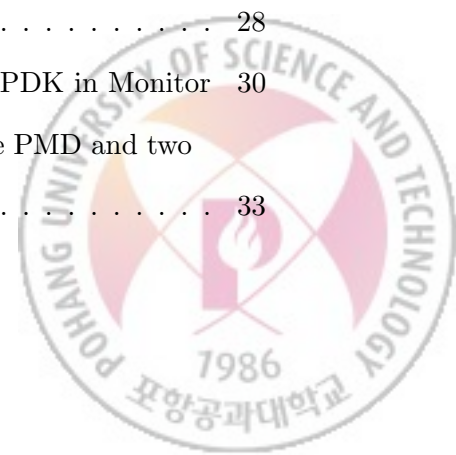 . . . . . . . . . . . 28
PDK in Monitor 30
e PMD and two
. . . . . . . . . . . 33
POHANG UNIVERSITY OF SCIENCE AND TECHNOLOGY
1986
포항공과대학교